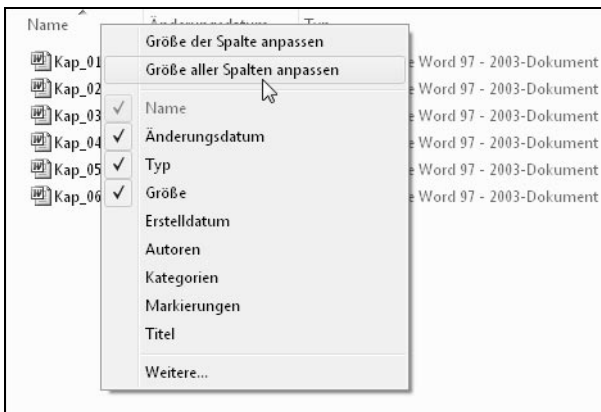 Name Änderungsdatum Typ
Größe der Spalte anpassen
Kap_01 Word 97 - 2003-Dokument
Größe aller Spalten anpassen
Kap_02 Word 97 - 2003-Dokument
Name
Kap_03 Word 97 - 2003-Dokument
Änderungsdatum
Kap_04 Word 97 - 2003-Dokument
Typ
Kap_05 Word 97 - 2003-Dokument
Größe
Kap_06 Word 97 - 2003-Dokument
Erstelldatum
Autoren
Kategorien
Markierungen
Titel
Weitere...